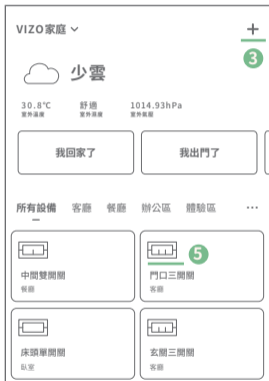 VIZO家庭
3
少雲
30.8°C 舒適 1014.93hPa
室外溫度 室外濕度 室外氣壓
我回家了 我出門了
所有設備 客廳 餐廳 辦公區 體驗區 ...
5
中間雙開關 門口三開關
餐廳 客廳
床頭單開關 玄關三開關
臥室 客廳